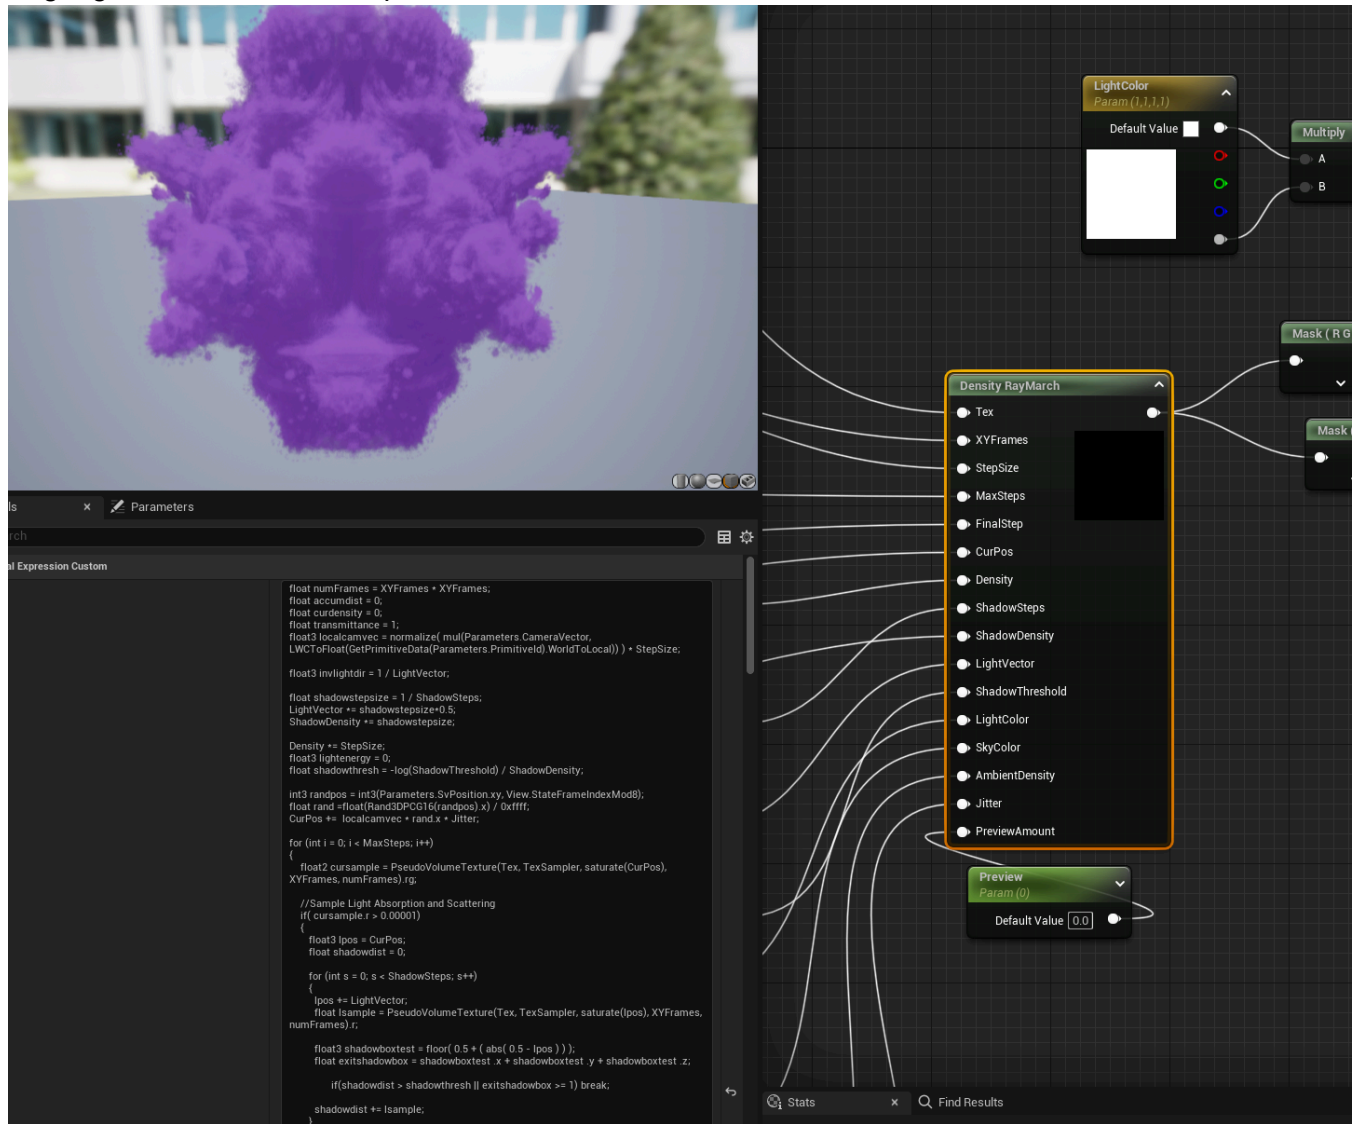 LightColor
Param (1,1,1,1)
Default Value
Multiply
A
B
Mask ( R G
Mask
Density RayMarch
Tex
XYFrames
StepSize
MaxSteps
FinalStep
CurPos
Density
ShadowSteps
ShadowDensity
LightVector
ShadowThreshold
LightColor
SkyColor
AmbientDensity
Jitter
PreviewAmount
Preview
Param (0)
Default Value 0.0
ls
Parameters
rch
al Expression Custom
float numFrames = XYFrames * XYFrames;
float accumdist = 0;
float curdensity = 0;
float transmittance = 1;
float3 localcamvec = normalize( mul(Parameters.CameraVector,
LWCToFloat(GetPrimitiveData(Parameters.PrimitiveId).WorldToLocal)) ) * StepSize;
float3 invlightdir = 1 / LightVector;
float shadowstepsize = 1 / ShadowSteps;
LightVector *= shadowstepsize*0.5;
ShadowDensity *= shadowstepsize;
Density *= StepSize;
float3 lightenergy = 0;
float shadowthresh = -log(ShadowThreshold) / ShadowDensity;
int3 randpos = int3(Parameters.SvPosition.xy, View.StateFrameIndexMod8);
float rand =float(Rand3DPCG16(randpos).x) / 0xffff;
CurPos += localcamvec * rand.x * Jitter;
for (int i = 0; i < MaxSteps; i++)
{
float2 cursample = PseudoVolumeTexture(Tex, TexSampler, saturate(CurPos),
XYFrames, numFrames).rg;
//Sample Light Absorption and Scattering
if( cursample.r > 0.00001)
{
float3 lpos = CurPos;
float shadowdist = 0;
for (int s = 0; s < ShadowSteps; s++)
{
lpos += LightVector;
float lsample = PseudoVolumeTexture(Tex, TexSampler, saturate(lpos), XYFrames,
numFrames).r;
float3 shadowboxtest = floor( 0.5 + ( abs( 0.5 - lpos ) ) );
float exitshadowbox = shadowboxtest .x + shadowboxtest .y + shadowboxtest .z;
if(shadowdist > shadowthresh || exitshadowbox >= 1) break;
shadowdist += lsample;
}
Stats
Find Results